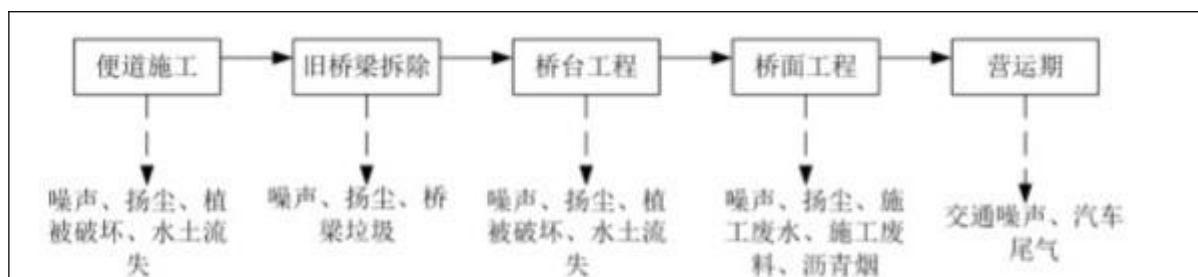 便道施工
旧桥梁拆除
桥台工程
桥面工程
营运期
噪声、扬尘、植
被破坏、水土流
失
噪声、扬尘、桥
梁垃圾
噪声、扬尘、植
被破坏、水土流
失
噪声、扬尘、施
工废水、施工废
料、沥青烟
交通噪声、汽车
尾气